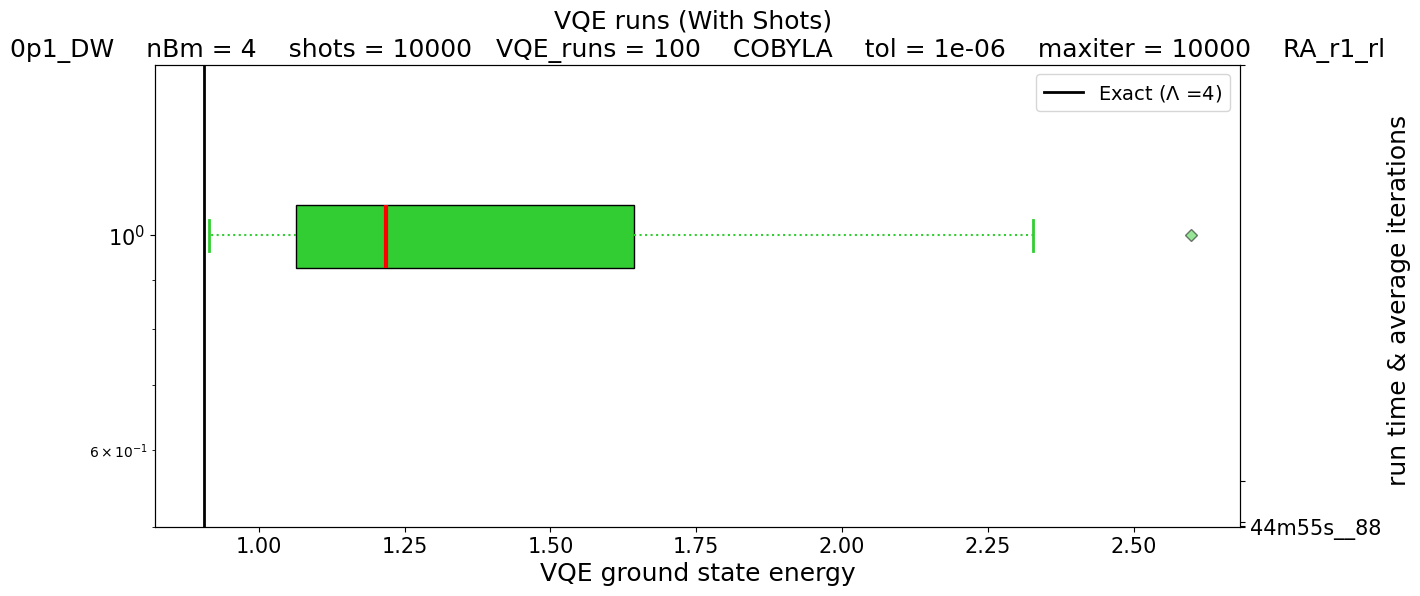 VQE runs (With Shots)
0p1_DW    nBm = 4    shots = 10000   VQE_runs = 100    COBYLA    tol = 1e-06    maxiter = 10000    RA_r1_rl
Exact (Λ =4)
10⁰
6 × 10⁻¹
run time & average iterations
44m55s__88
1.00 1.25 1.50 1.75 2.00 2.25 2.50
VQE ground state energy